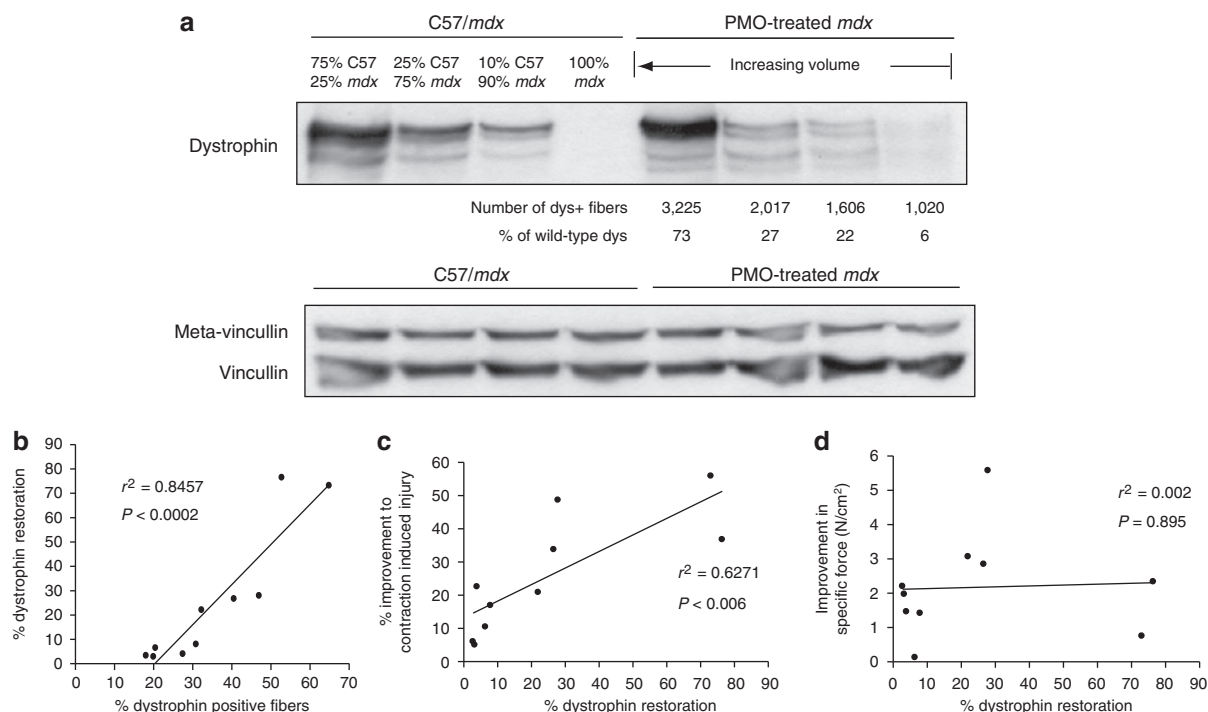 a
C57/mdx
PMO-treated mdx
75% C57 25% C57 10% C57 100%
25% mdx 75% mdx 90% mdx mdx
Increasing volume
Dystrophin
Number of dys+ fibers 3,225 2,017 1,606 1,020
% of wild-type dys 73 27 22 6
C57/mdx
PMO-treated mdx
Meta-vincullin
Vincullin
b
% dystrophin restoration
90
80
70
60
50
40
30
20
10
0
r² = 0.8457
P < 0.0002
0 10 20 30 40 50 60 70
% dystrophin positive fibers
c
% improvement to
contraction induced injury
60
50
40
30
20
10
0
r² = 0.6271
P < 0.006
0 10 20 30 40 50 60 70 80 90
% dystrophin restoration
d
Improvement in
specific force (N/cm²)
6
5
4
3
2
1
0
r² = 0.002
P = 0.895
0 10 20 30 40 50 60 70 80 90
% dystrophin restoration